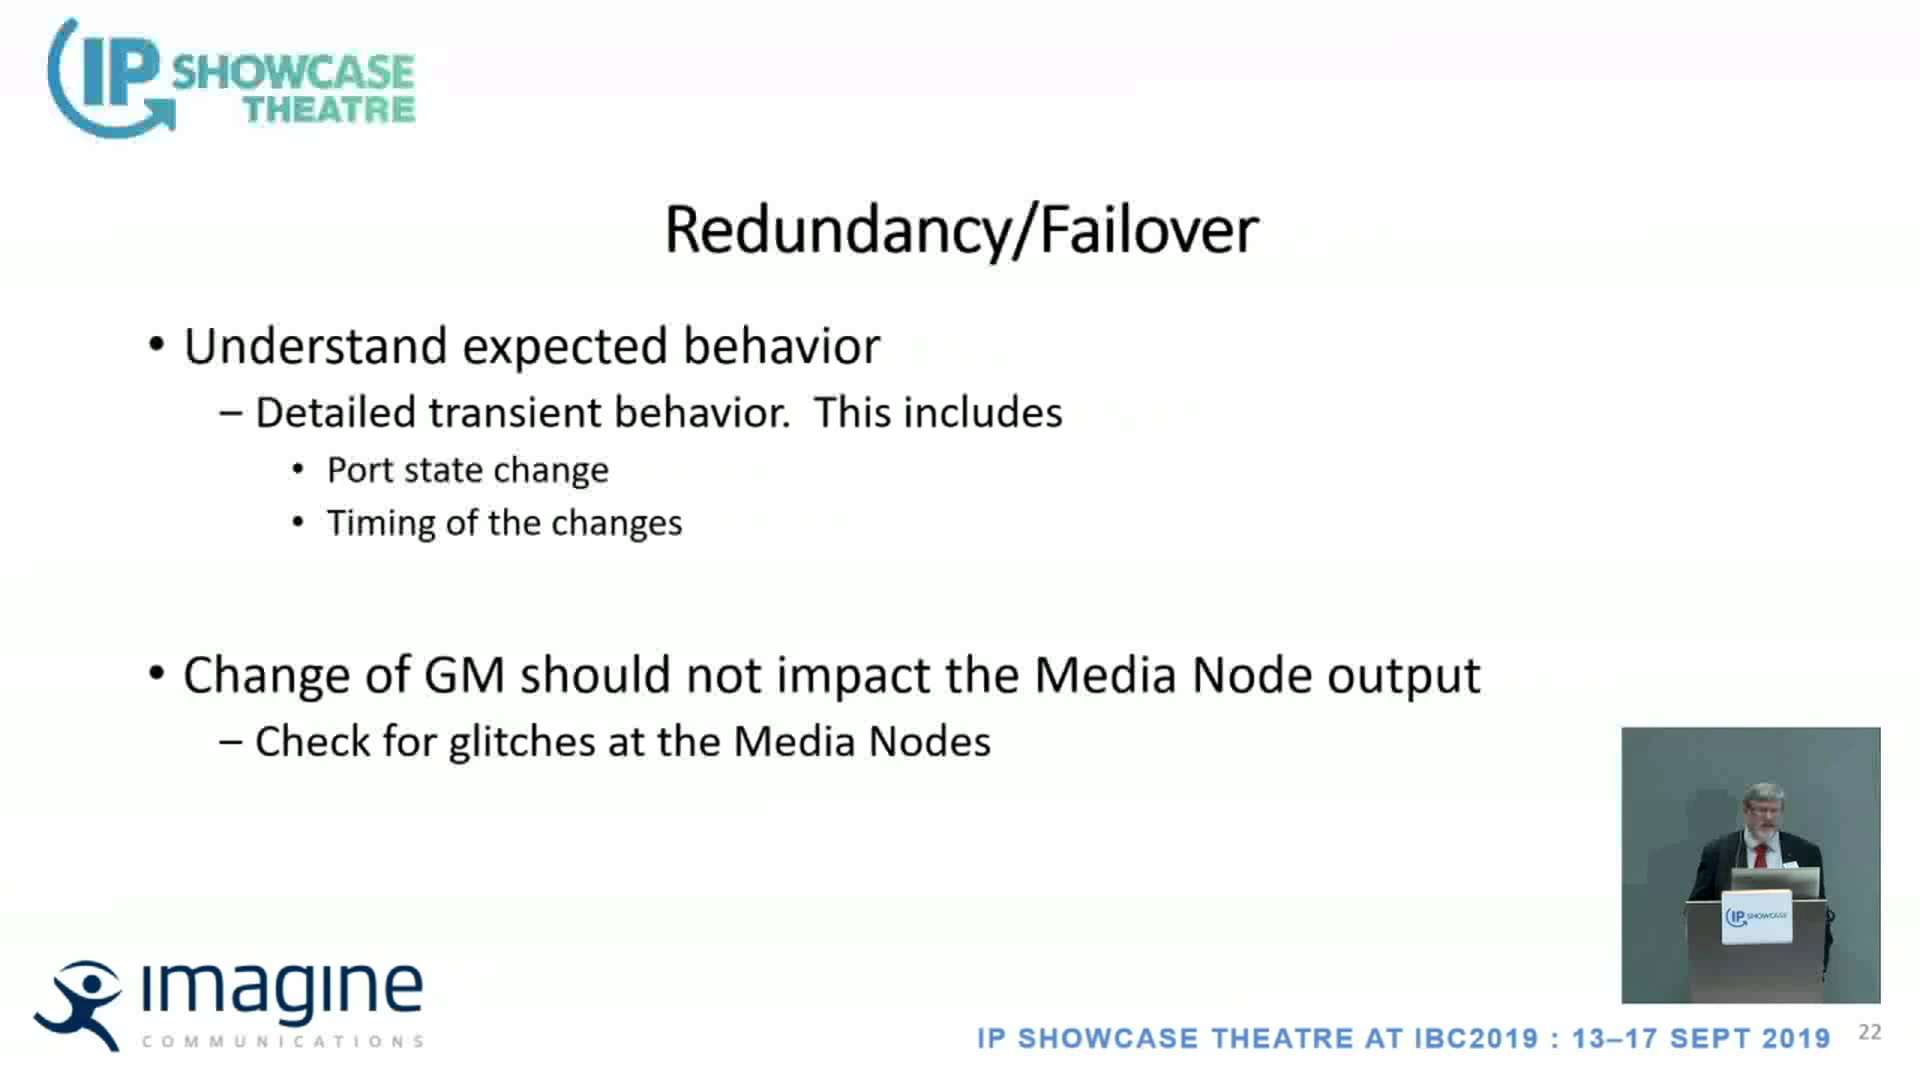 IP SHOWCASE
THEATRE
Redundancy/Failover
• Understand expected behavior
– Detailed transient behavior.  This includes
• Port state change
• Timing of the changes
• Change of GM should not impact the Media Node output
– Check for glitches at the Media Nodes
IP SHOWCASE
imagine
COMMUNICATIONS
IP SHOWCASE THEATRE AT IBC2019 : 13–17 SEPT 2019
22